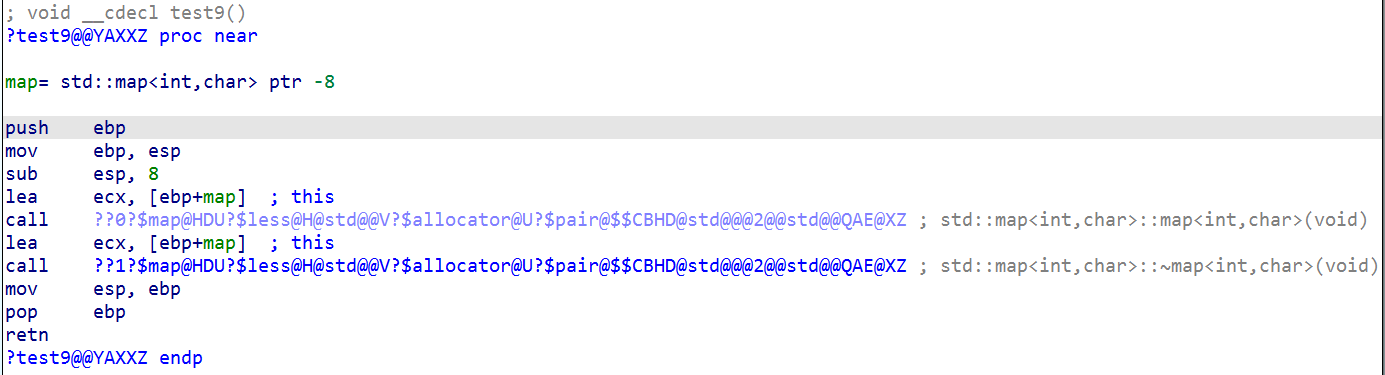 ; void __cdecl test9()
?test9@@YAXXZ proc near
map= std::map<int,char> ptr -8
push    ebp
mov     ebp, esp
sub     esp, 8
lea     ecx, [ebp+map]  ; this
call    ??0?$map@HDU?$less@H@std@@V?$allocator@U?$pair@$$CBHD@std@@@2@@std@@QAE@XZ ; std::map<int,char>::map<int,char>(void)
lea     ecx, [ebp+map]  ; this
call    ??1?$map@HDU?$less@H@std@@V?$allocator@U?$pair@$$CBHD@std@@@2@@std@@QAE@XZ ; std::map<int,char>::~map<int,char>(void)
mov     esp, ebp
pop     ebp
retn
?test9@@YAXXZ endp